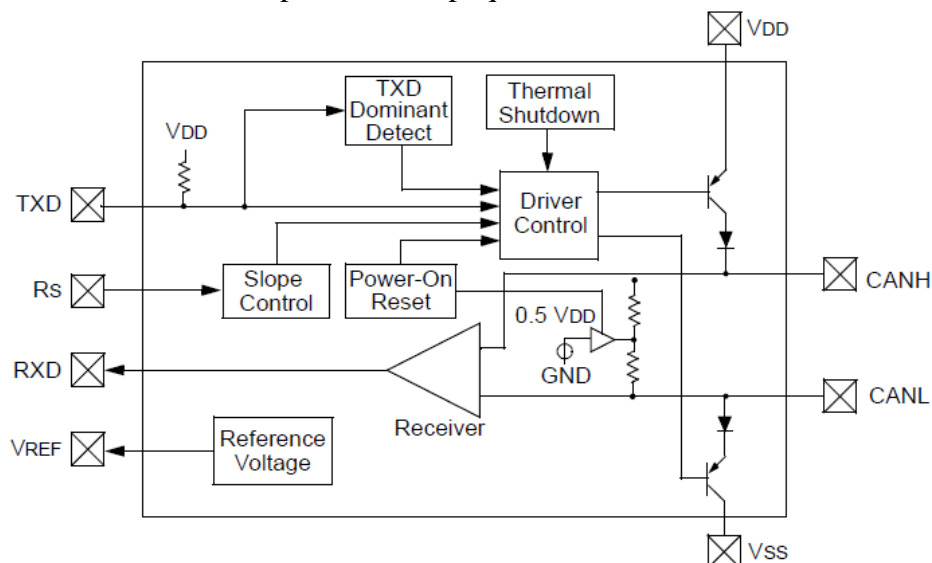 VDD
TXD
Dominant
Detect
Thermal
Shutdown
VDD
TXD
Driver
Control
RS
Slope
Control
Power-On
Reset
CANH
0.5 VDD
GND
RXD
Receiver
CANL
VREF
Reference
Voltage
VSS